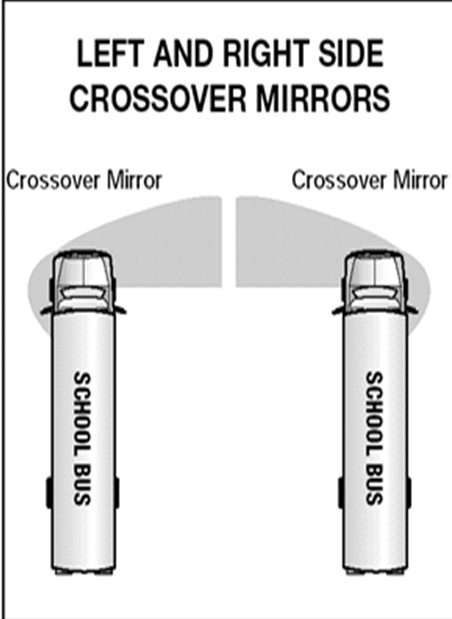 LEFT AND RIGHT SIDE
CROSSOVER MIRRORS
Crossover Mirror
Crossover Mirror
SCHOOL BUS
SCHOOL BUS